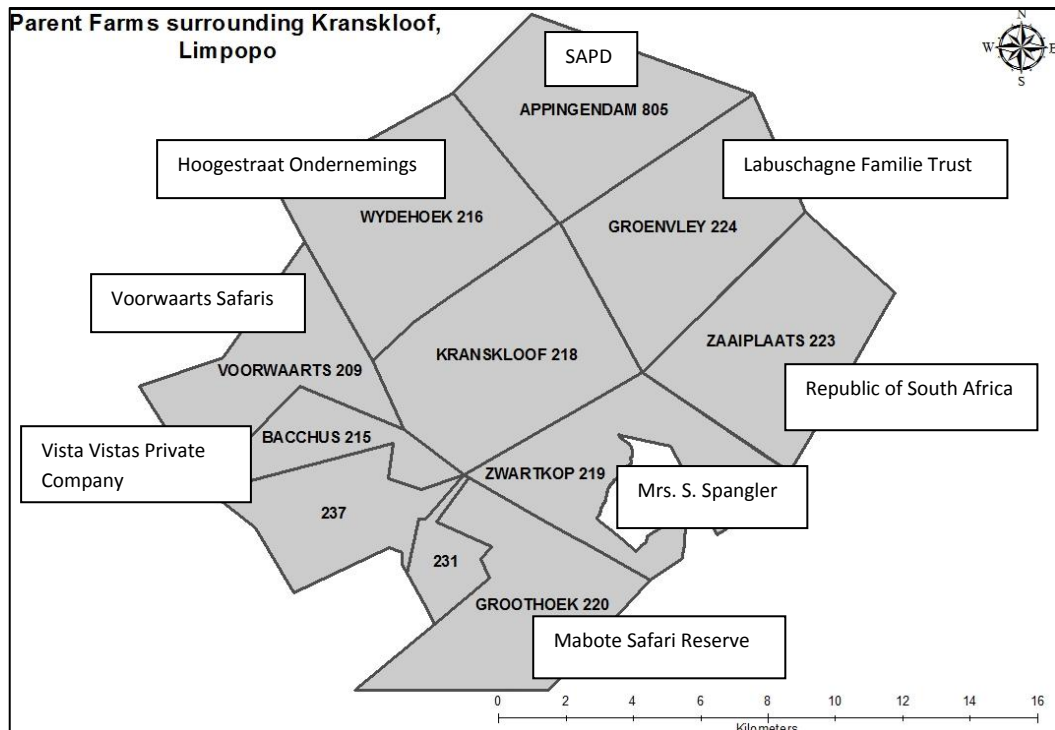 Parent Farms surrounding Kranskloof,
Limpopo
N
W
E
S
SAPD
APPINGENDAM 805
Hoogestraat Ondernemings
Labuschagne Familie Trust
WYDEHOEK 216
GROENVLEY 224
Voorwaarts Safaris
KRANSKLOOF 218
ZAAIPLAATS 223
VOORWAARTS 209
Republic of South Africa
BACCHUS 215
Vista Vistas Private
Company
ZWARTKOP 219
Mrs. S. Spangler
237
231
GROOTHOEK 220
Mabote Safari Reserve
0 2 4 6 8 10 12 14 16
Kilometers